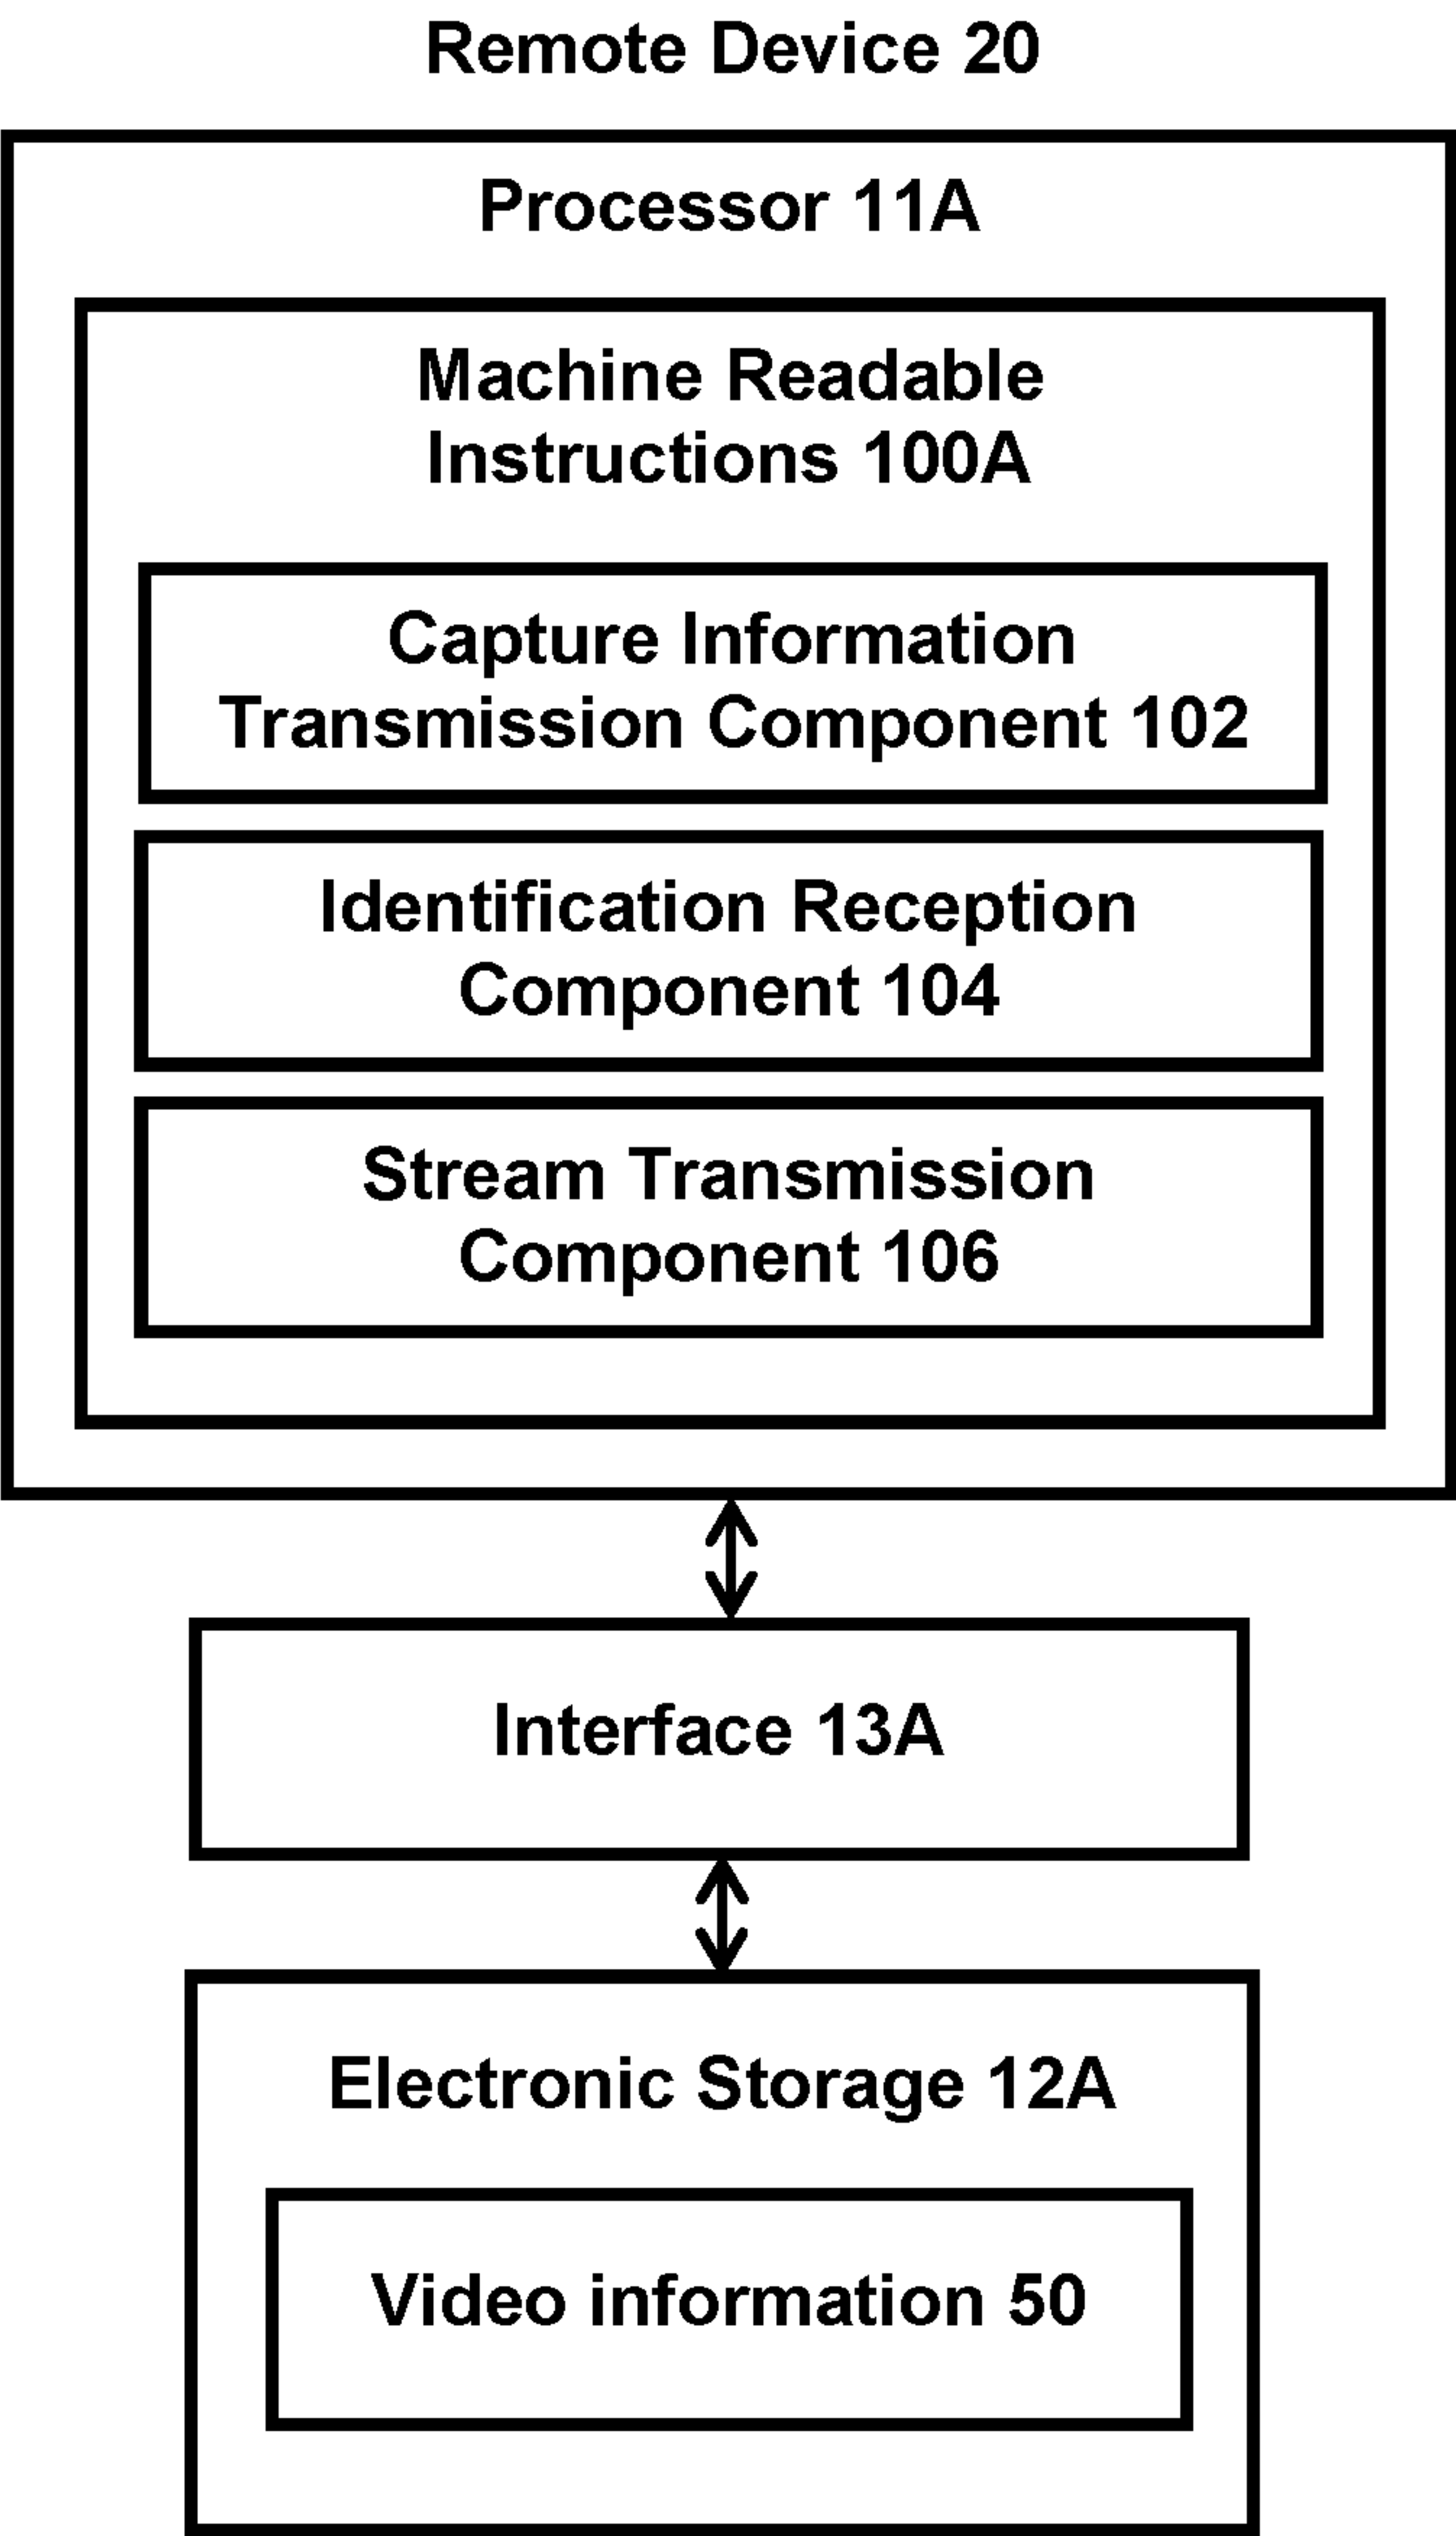 Remote Device 20
Processor 11A
Machine Readable
Instructions 100A
Capture Information
Transmission Component 102
Identification Reception
Component 104
Stream Transmission
Component 106
Interface 13A
Electronic Storage 12A
Video information 50